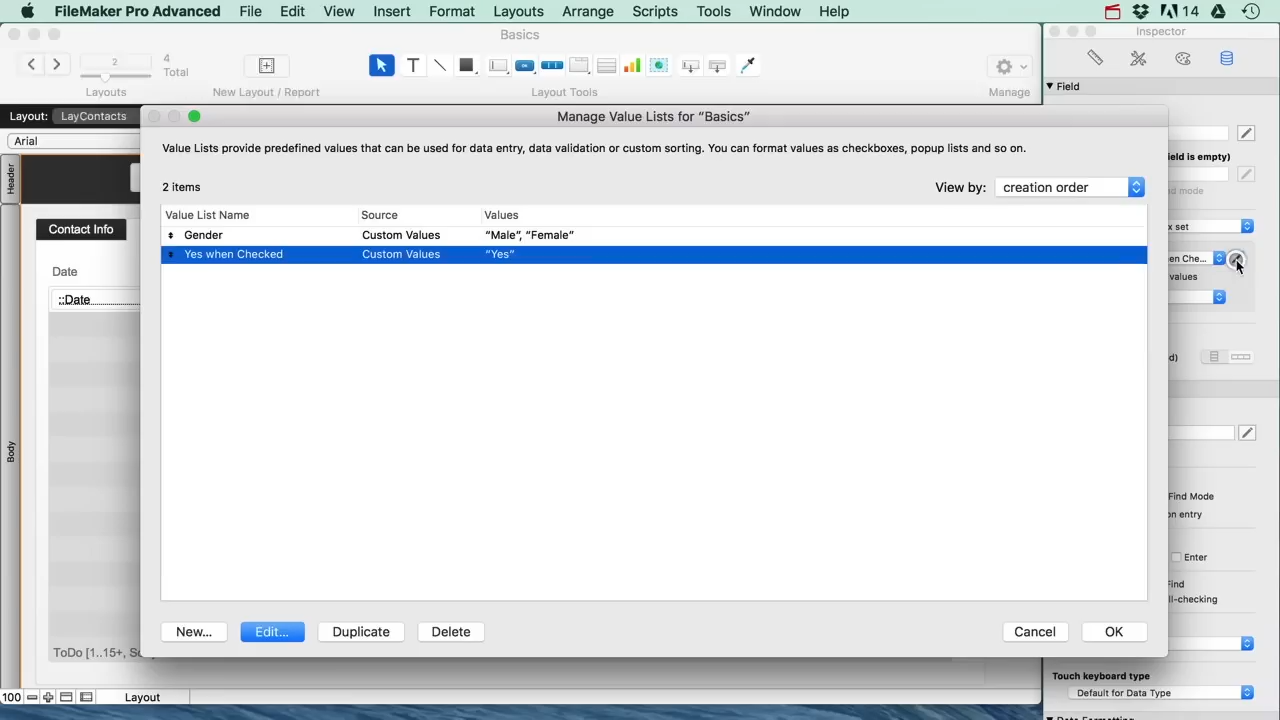 FileMaker Pro Advanced File Edit View Insert Format Layouts Arrange Scripts Tools Window Help 14
Basics
Inspector
2
4
Total
Layouts
New Layout / Report
Layout Tools
Manage
Field
Layout: LayContacts
Arial
Header
Manage Value Lists for “Basics”
Value Lists provide predefined values that can be used for data entry, data validation or custom sorting. You can format values as checkboxes, popup lists and so on.
ield is empty)
2 items
View by: creation order
Value List Name Source Values
Gender Custom Values “Male”, “Female”
Yes when Checked Custom Values “Yes”
Contact Info
Date
::Date
x set
en Che...
values
d)
Body
Find Mode
on entry
Enter
Find
ll-checking
New... Edit... Duplicate Delete Cancel OK
ToDo [1..15+, S
Touch keyboard type
Default for Data Type
100 Layout
Data Formatting